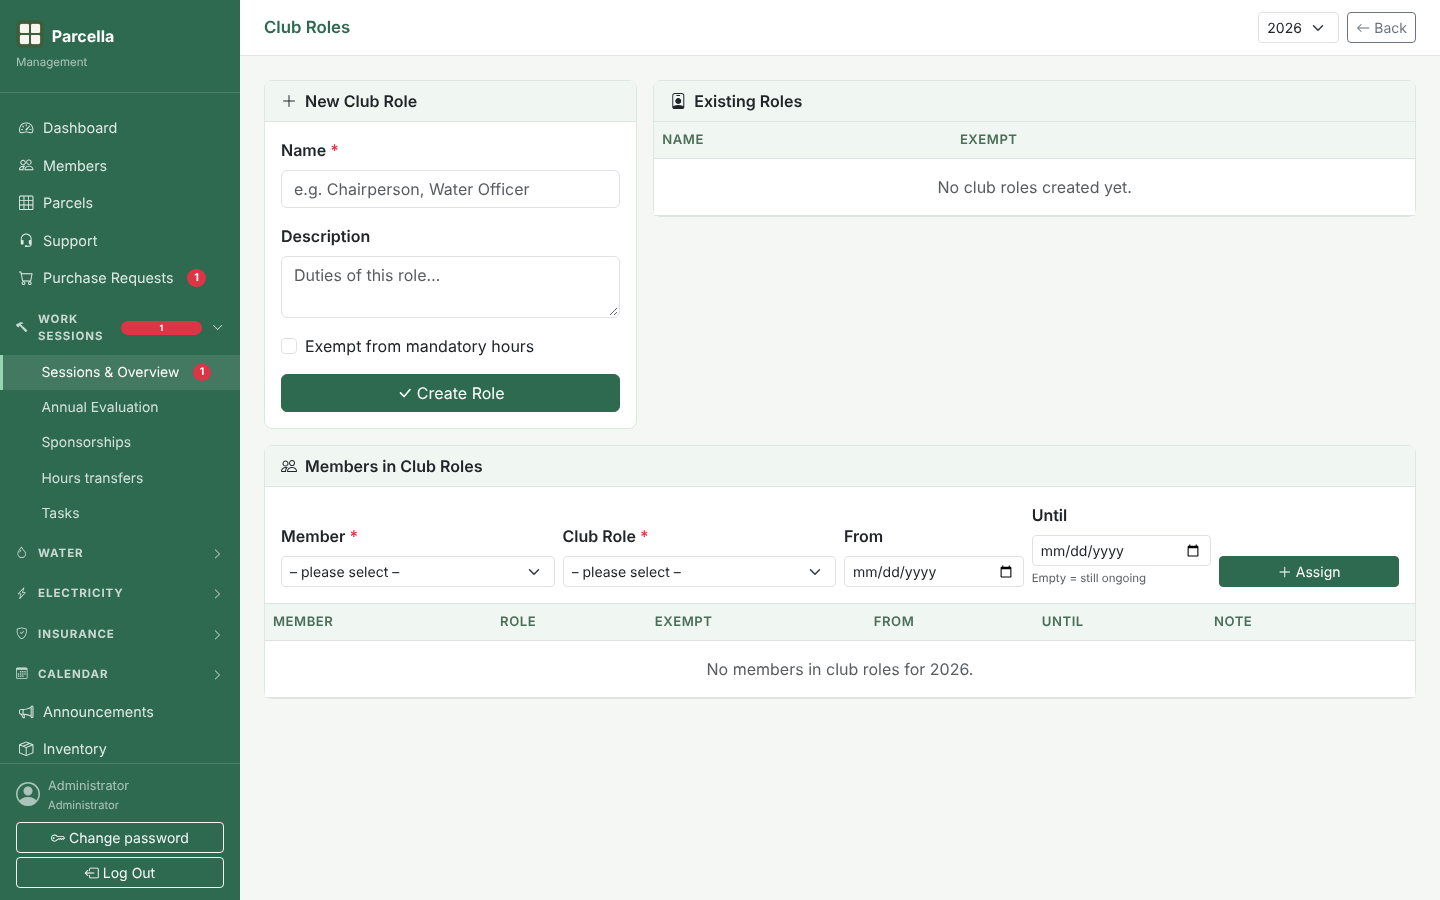 Parcella
Management
Dashboard
Members
Parcels
Support
Purchase Requests 1
WORK SESSIONS 1
Sessions & Overview 1
Annual Evaluation
Sponsorships
Hours transfers
Tasks
WATER
ELECTRICITY
INSURANCE
CALENDAR
Announcements
Inventory
Administrator
Administrator
Change password
Log Out
Club Roles
2026
← Back
New Club Role
Name *
e.g. Chairperson, Water Officer
Description
Duties of this role...
Exempt from mandatory hours
Create Role
Existing Roles
NAME EXEMPT
No club roles created yet.
Members in Club Roles
Member * Club Role * From Until
– please select – – please select – mm/dd/yyyy mm/dd/yyyy
Empty = still ongoing
+ Assign
MEMBER ROLE EXEMPT FROM UNTIL NOTE
No members in club roles for 2026.